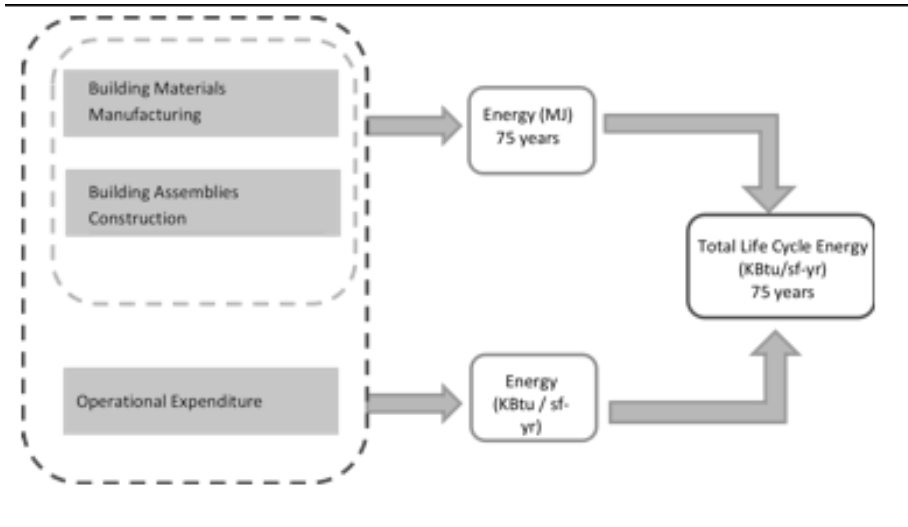 Building Materials
Manufacturing
Energy (MJ)
75 years
Building Assemblies
Construction
Total Life Cycle Energy
(KBtu/sf-yr)
75 years
Operational Expenditure
Energy
(KBtu / sf-
yr)